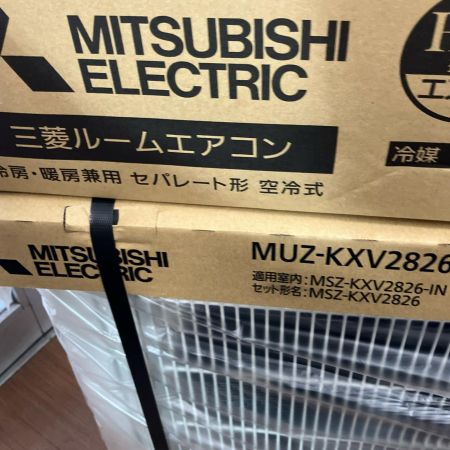 MITSUBISHI
ELECTRIC
三菱ルームエアコン
冷媒
冷房・暖房兼用 セパレート形 空冷式
MITSUBISHI
ELECTRIC
MUZ-KXV2826
適用室内:MSZ-KXV2826-IN
セット形名:MSZ-KXV2826